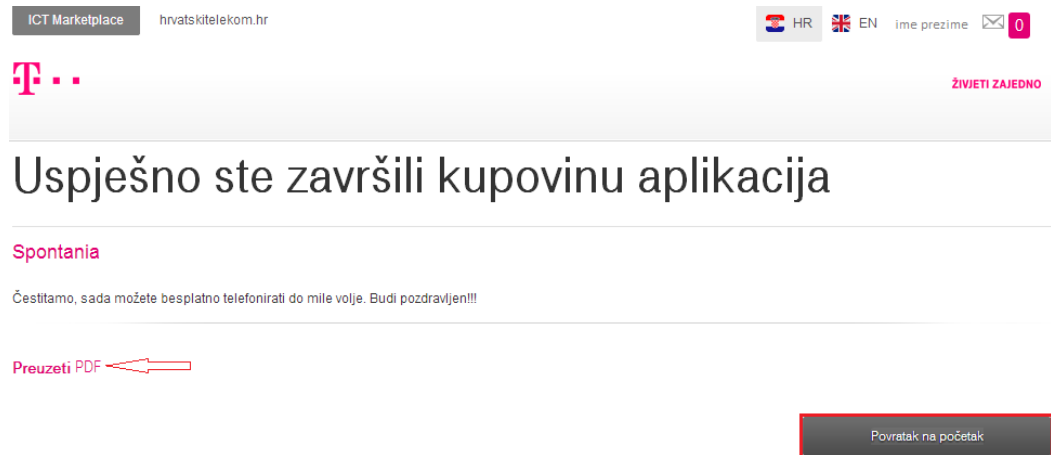 ICT Marketplace hrvatskitelekom.hr HR EN ime prezime 0
T
ŽIVJETI ZAJEDNO
Uspješno ste završili kupovinu aplikacija
Spontania
Čestitamo, sada možete besplatno telefonirati do mile volje. Budi pozdravljen!!!
Preuzeti PDF
Povratak na početak